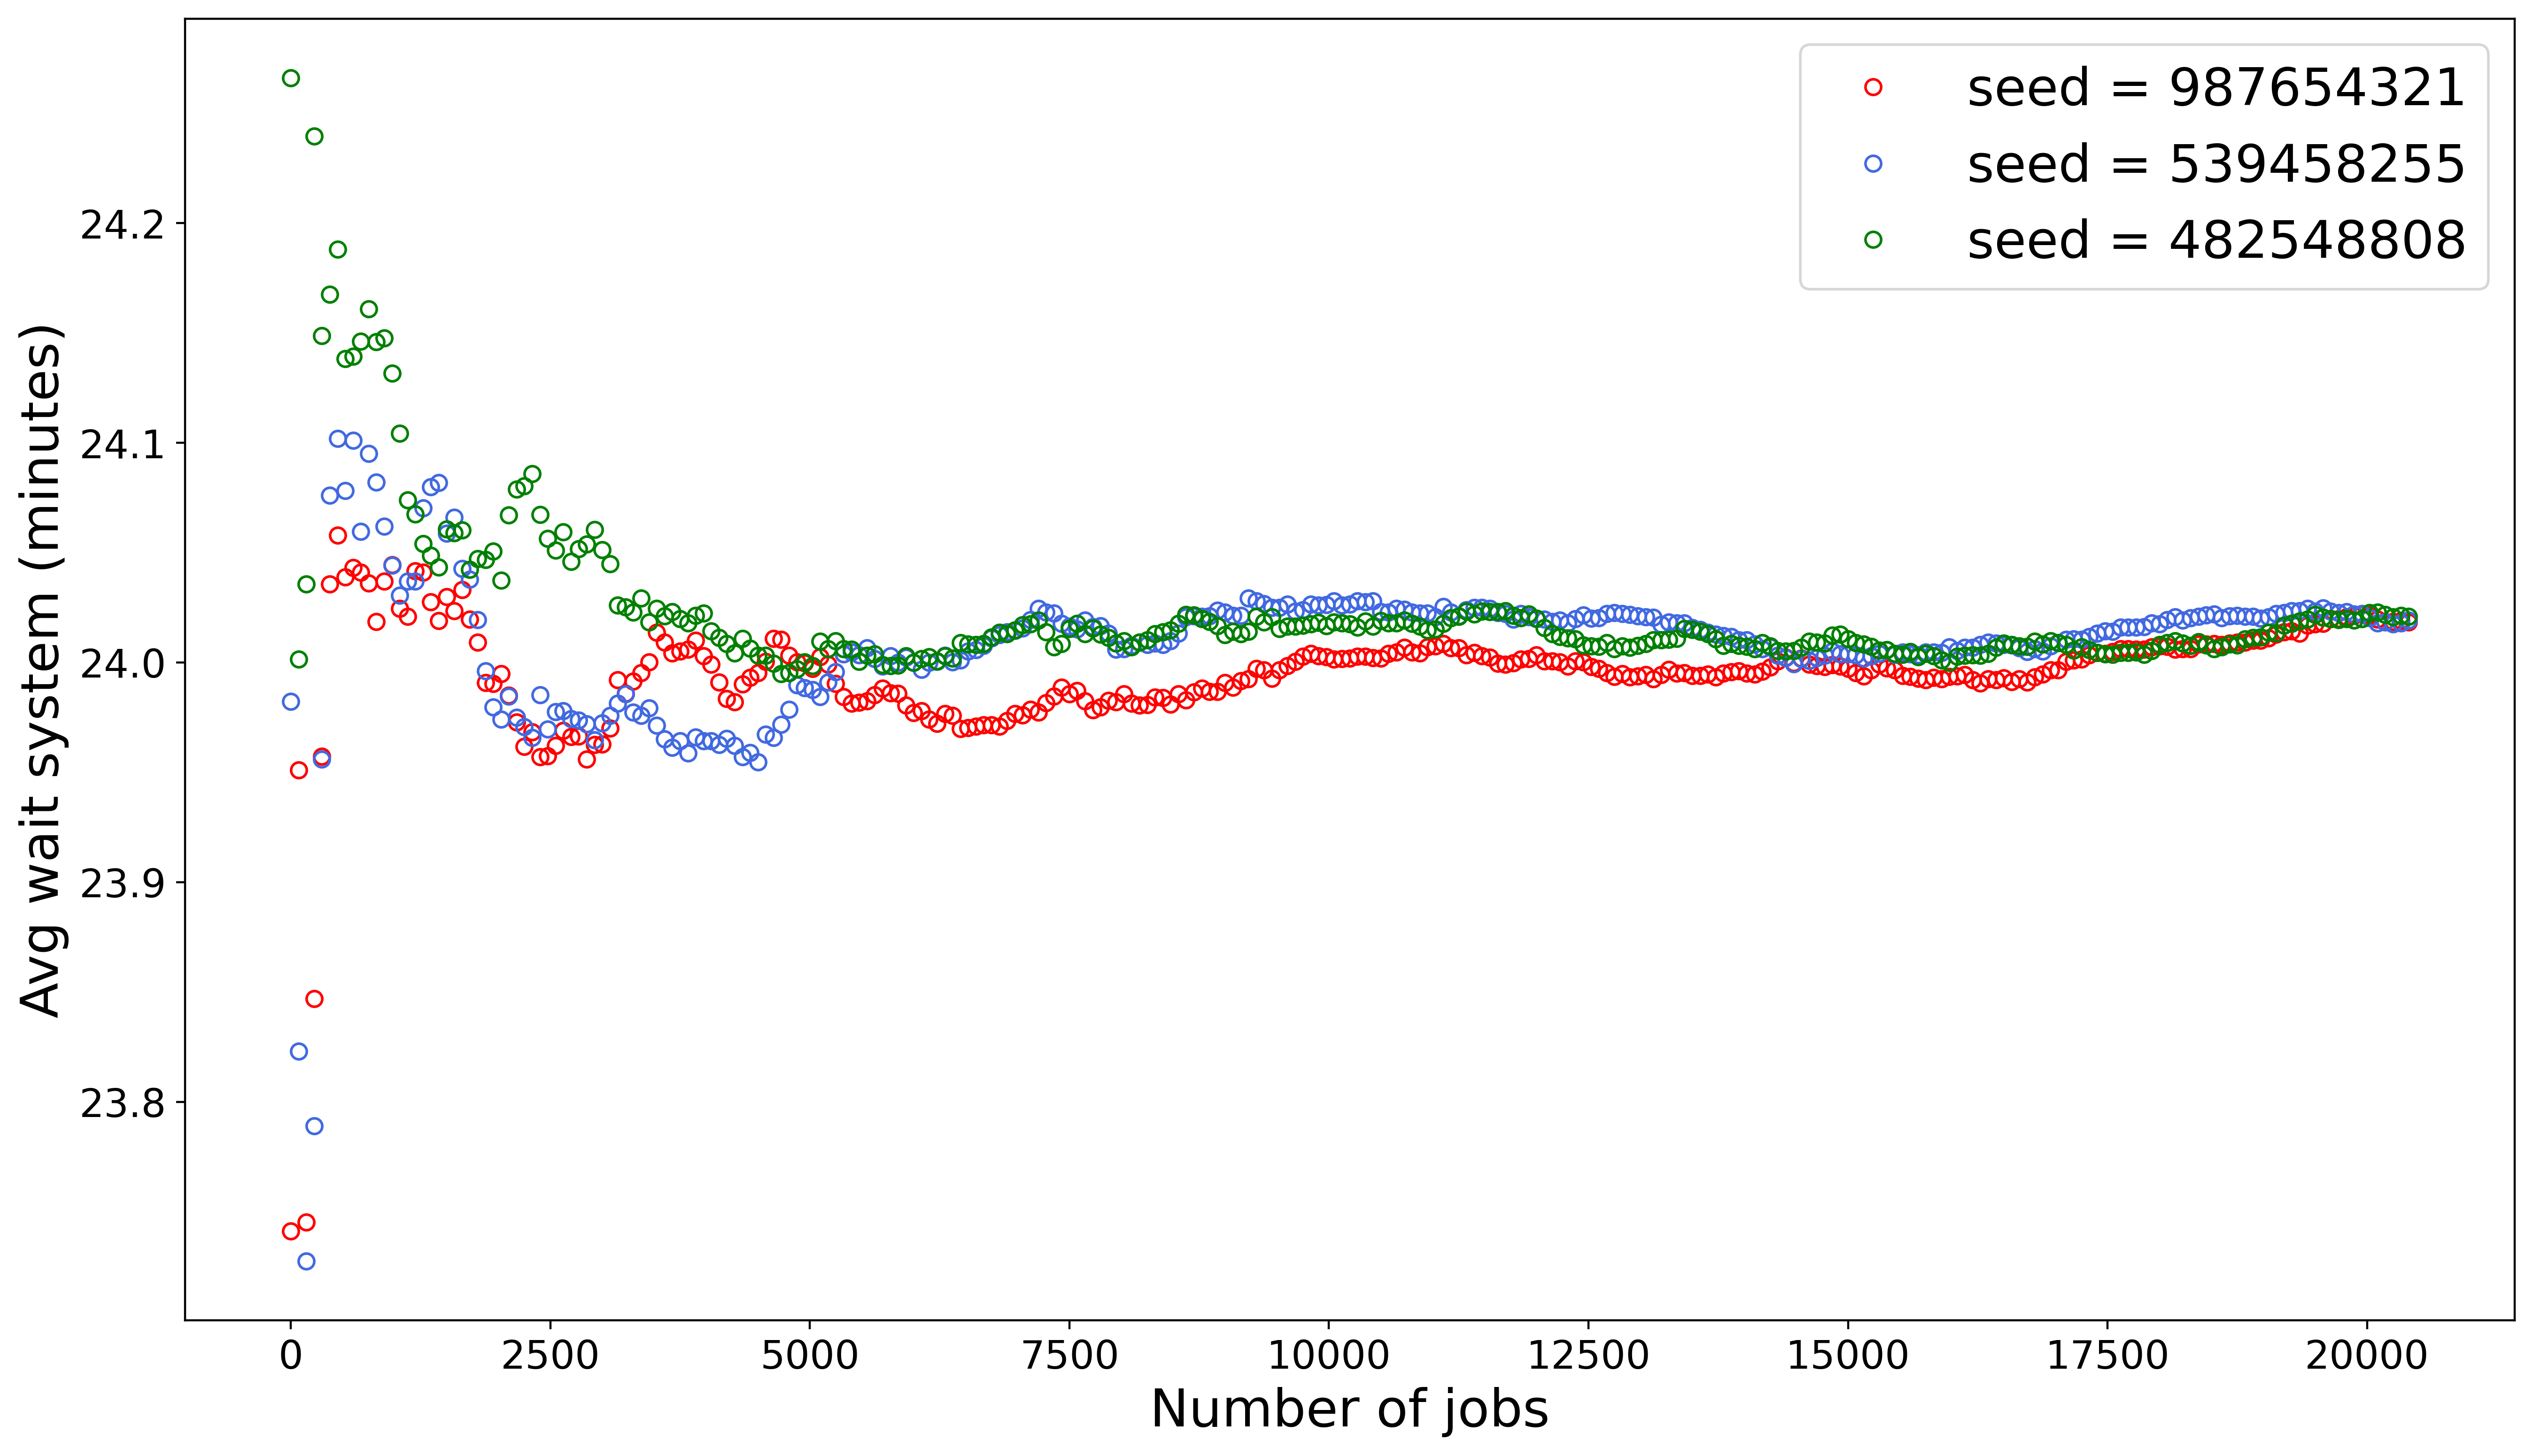 seed = 987654321
seed = 539458255
seed = 482548808
Avg wait system (minutes)
24.2
24.1
24.0
23.9
23.8
0 2500 5000 7500 10000 12500 15000 17500 20000
Number of jobs